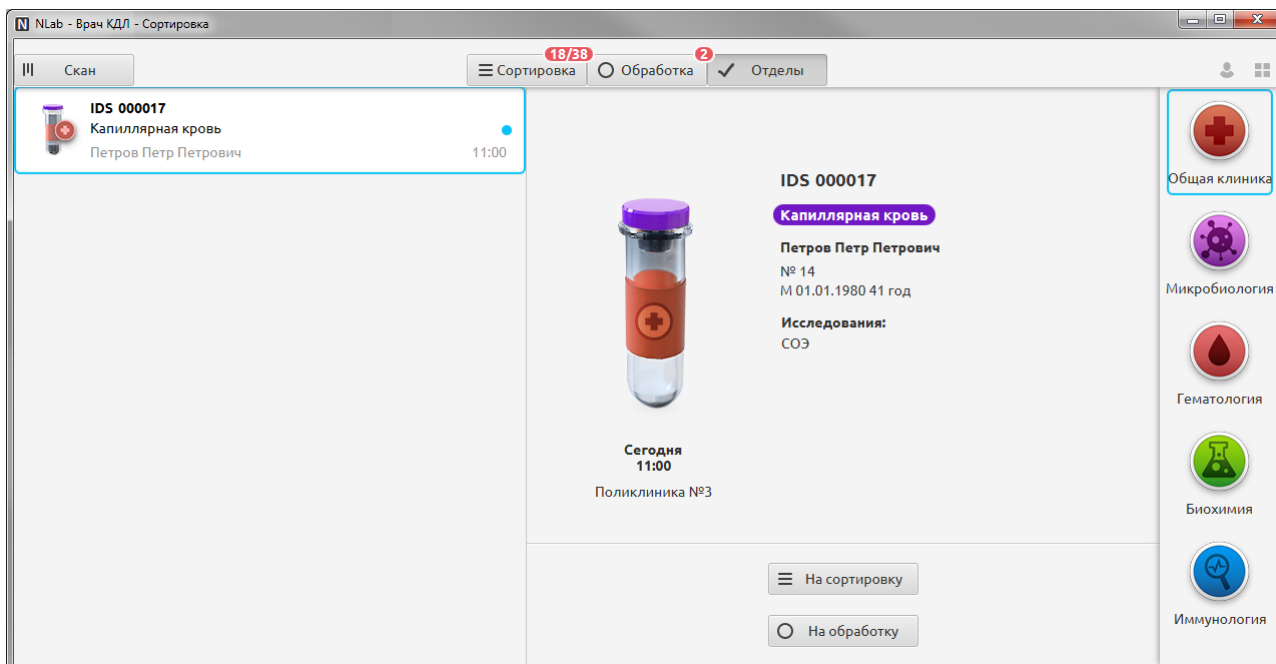 NLab - Врач КДЛ - Сортировка
Скан
Сортировка
18/38
Обработка
2
Отделы
IDS 000017
Капиллярная кровь
Петров Петр Петрович
11:00
IDS 000017
Капиллярная кровь
Петров Петр Петрович
№ 14
М 01.01.1980 41 год
Исследования:
СОЭ
Сегодня
11:00
Поликлиника №3
На сортировку
На обработку
Общая клиника
Микробиология
Гематология
Биохимия
Иммунология